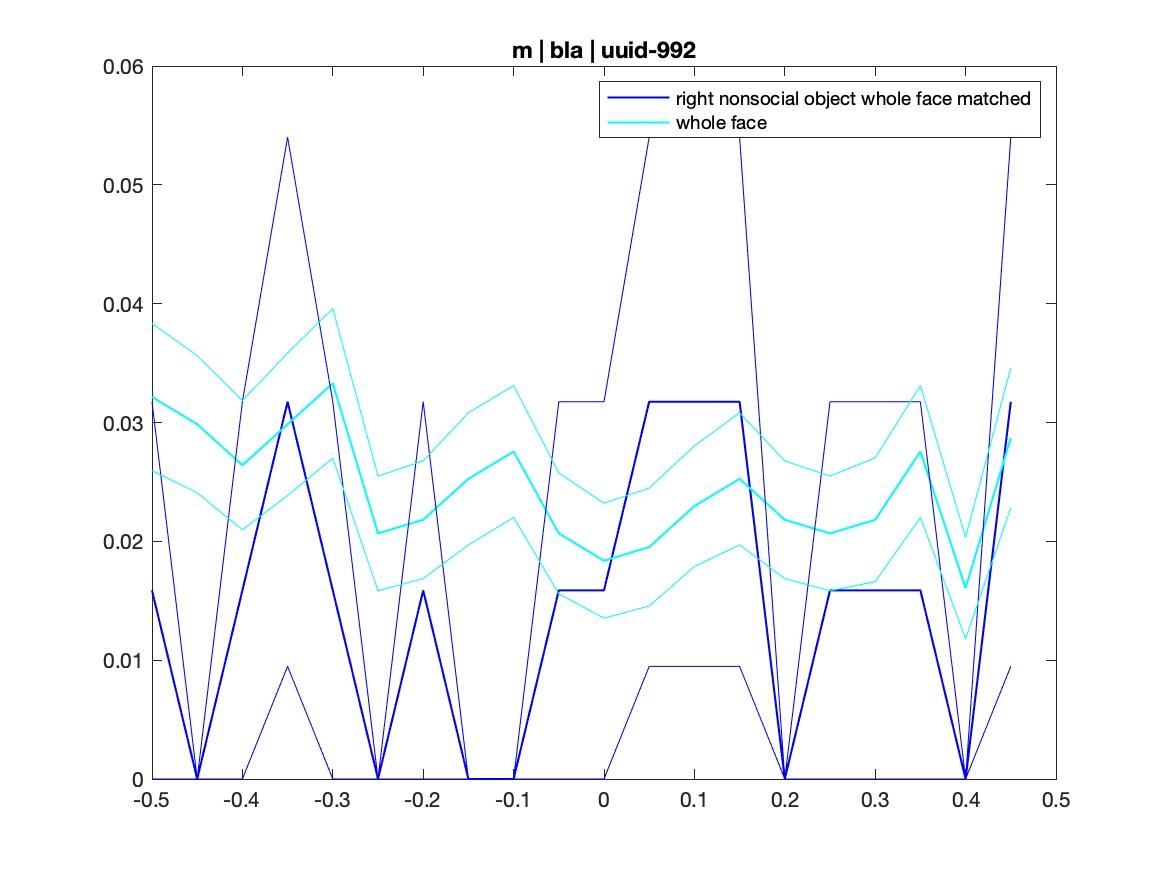 m | bla | uuid-992
right nonsocial object whole face matched
whole face
0.06
0.05
0.04
0.03
0.02
0.01
0
-0.5 -0.4 -0.3 -0.2 -0.1 0 0.1 0.2 0.3 0.4 0.5